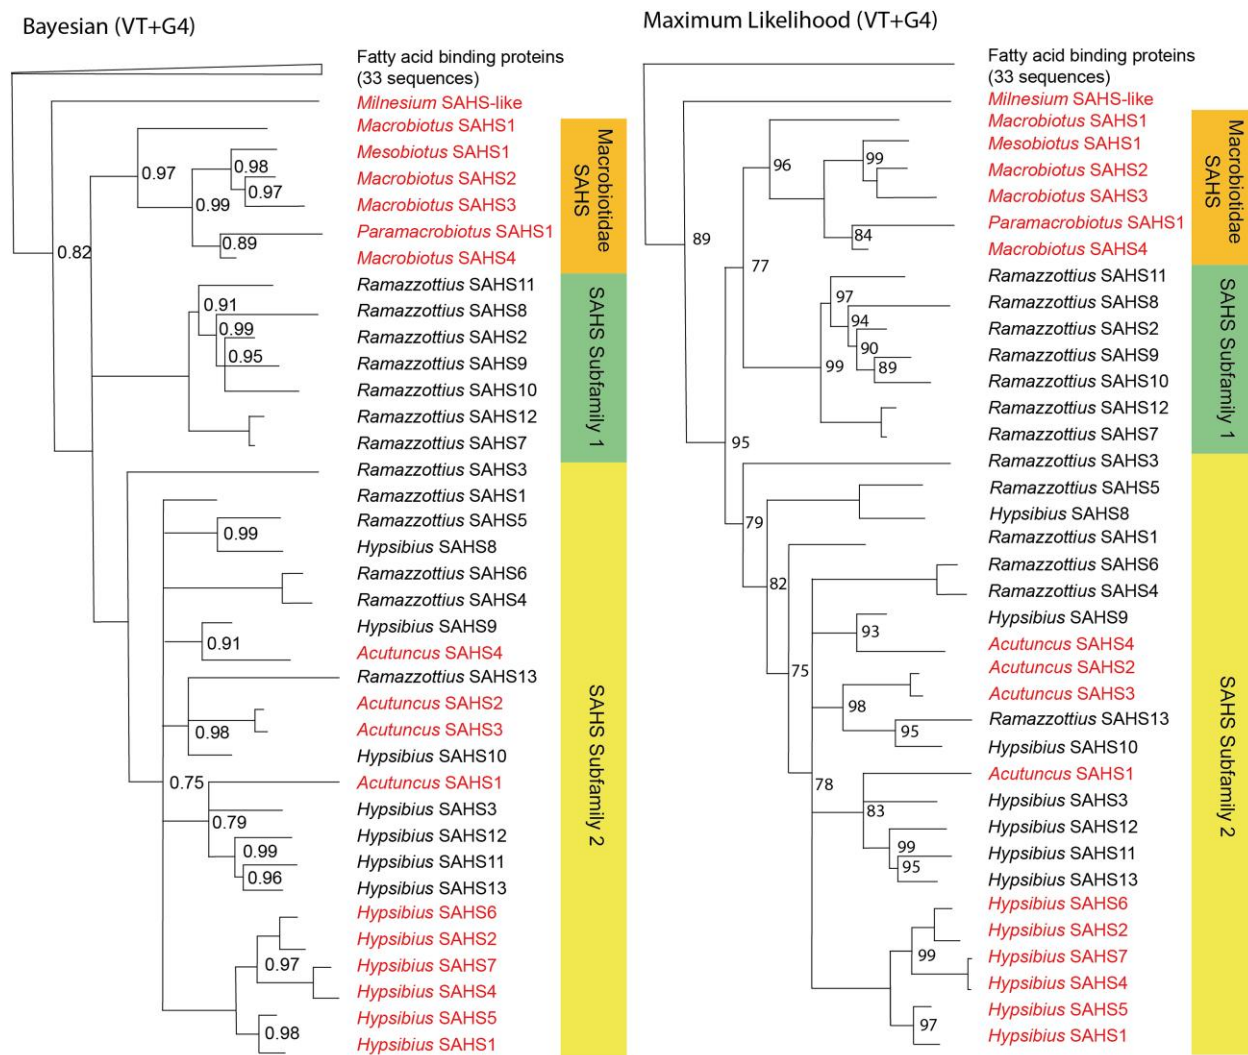 Bayesian (VT+G4)
Fatty acid binding proteins
(33 sequences)
Milnesium SAHS-like
Macrobiotus SAHS1
Mesobiotus SAHS1
Macrobiotus SAHS2
Macrobiotus SAHS3
Paramacrobiotus SAHS1
Macrobiotus SAHS4
Ramazzottius SAHS11
Ramazzottius SAHS8
Ramazzottius SAHS2
Ramazzottius SAHS9
Ramazzottius SAHS10
Ramazzottius SAHS12
Ramazzottius SAHS7
Ramazzottius SAHS3
Ramazzottius SAHS1
Ramazzottius SAHS5
Hypsibius SAHS8
Ramazzottius SAHS6
Ramazzottius SAHS4
Hypsibius SAHS9
Acutuncus SAHS4
Ramazzottius SAHS13
Acutuncus SAHS2
Acutuncus SAHS3
Hypsibius SAHS10
Acutuncus SAHS1
Hypsibius SAHS3
Hypsibius SAHS12
Hypsibius SAHS11
Hypsibius SAHS13
Hypsibius SAHS6
Hypsibius SAHS2
Hypsibius SAHS7
Hypsibius SAHS4
Hypsibius SAHS5
Hypsibius SAHS1
0.97
0.98
0.97
0.99
0.89
0.82
0.91
0.99
0.95
0.99
0.91
0.98
0.75
0.79
0.99
0.96
0.97
0.98
Macrobiotidae
SAHS
SAHS Subfamily 1
SAHS Subfamily 2
Maximum Likelihood (VT+G4)
Fatty acid binding proteins
(33 sequences)
Milnesium SAHS-like
Macrobiotus SAHS1
Mesobiotus SAHS1
Macrobiotus SAHS2
Macrobiotus SAHS3
Paramacrobiotus SAHS1
Macrobiotus SAHS4
Ramazzottius SAHS11
Ramazzottius SAHS8
Ramazzottius SAHS2
Ramazzottius SAHS9
Ramazzottius SAHS10
Ramazzottius SAHS12
Ramazzottius SAHS7
Ramazzottius SAHS3
Ramazzottius SAHS5
Hypsibius SAHS8
Ramazzottius SAHS1
Ramazzottius SAHS6
Ramazzottius SAHS4
Hypsibius SAHS9
Acutuncus SAHS4
Acutuncus SAHS2
Acutuncus SAHS3
Ramazzottius SAHS13
Hypsibius SAHS10
Acutuncus SAHS1
Hypsibius SAHS3
Hypsibius SAHS12
Hypsibius SAHS11
Hypsibius SAHS13
Hypsibius SAHS6
Hypsibius SAHS2
Hypsibius SAHS7
Hypsibius SAHS4
Hypsibius SAHS5
Hypsibius SAHS1
99
96
84
89
77
97
94
90
99
89
95
79
82
93
75
98
95
78
83
99
95
99
97
Macrobiotidae
SAHS
SAHS Subfamily 1
SAHS Subfamily 2